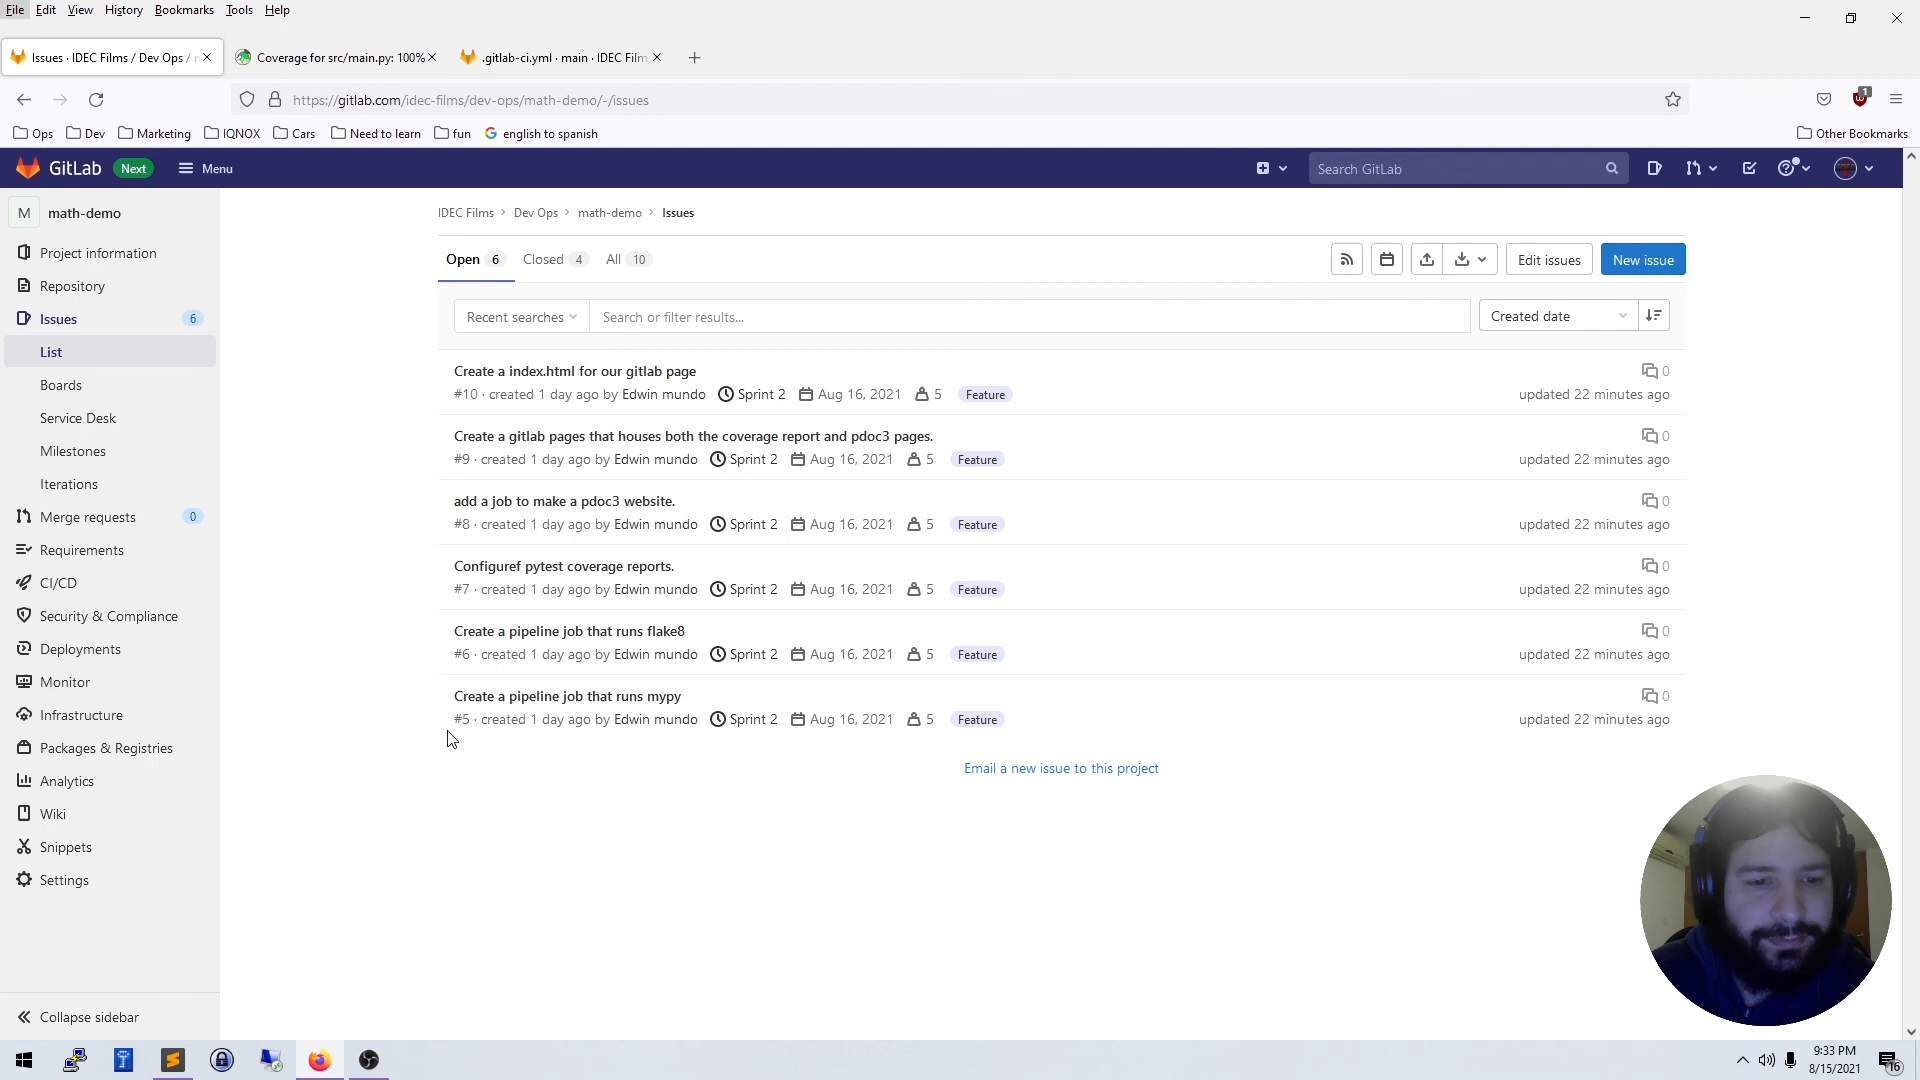 File Edit View History Bookmarks Tools Help
Issues · IDEC Films / Dev Ops /
Coverage for src/main.py: 100%
.gitlab-ci.yml · main · IDEC Film
https://gitlab.com/idec-films/dev-ops/math-demo/-/issues
1
Ops Dev Marketing IQNOX Cars Need to learn fun english to spanish Other Bookmarks
GitLab Next Menu Search GitLab
M math-demo
Project information
Repository
Issues 6
List
Boards
Service Desk
Milestones
Iterations
Merge requests 0
Requirements
CI/CD
Security & Compliance
Deployments
Monitor
Infrastructure
Packages & Registries
Analytics
Wiki
Snippets
Settings
Collapse sidebar
IDEC Films › Dev Ops › math-demo › Issues
Open 6 Closed 4 All 10 Edit issues New issue
Recent searches Search or filter results... Created date
Create a index.html for our gitlab page 0
#10 · created 1 day ago by Edwin mundo Sprint 2 Aug 16, 2021 5 Feature updated 22 minutes ago
Create a gitlab pages that houses both the coverage report and pdoc3 pages. 0
#9 · created 1 day ago by Edwin mundo Sprint 2 Aug 16, 2021 5 Feature updated 22 minutes ago
add a job to make a pdoc3 website. 0
#8 · created 1 day ago by Edwin mundo Sprint 2 Aug 16, 2021 5 Feature updated 22 minutes ago
Configuref pytest coverage reports. 0
#7 · created 1 day ago by Edwin mundo Sprint 2 Aug 16, 2021 5 Feature updated 22 minutes ago
Create a pipeline job that runs flake8 0
#6 · created 1 day ago by Edwin mundo Sprint 2 Aug 16, 2021 5 Feature updated 22 minutes ago
Create a pipeline job that runs mypy 0
#5 · created 1 day ago by Edwin mundo Sprint 2 Aug 16, 2021 5 Feature updated 22 minutes ago
Email a new issue to this project
9:33 PM
8/15/2021
16